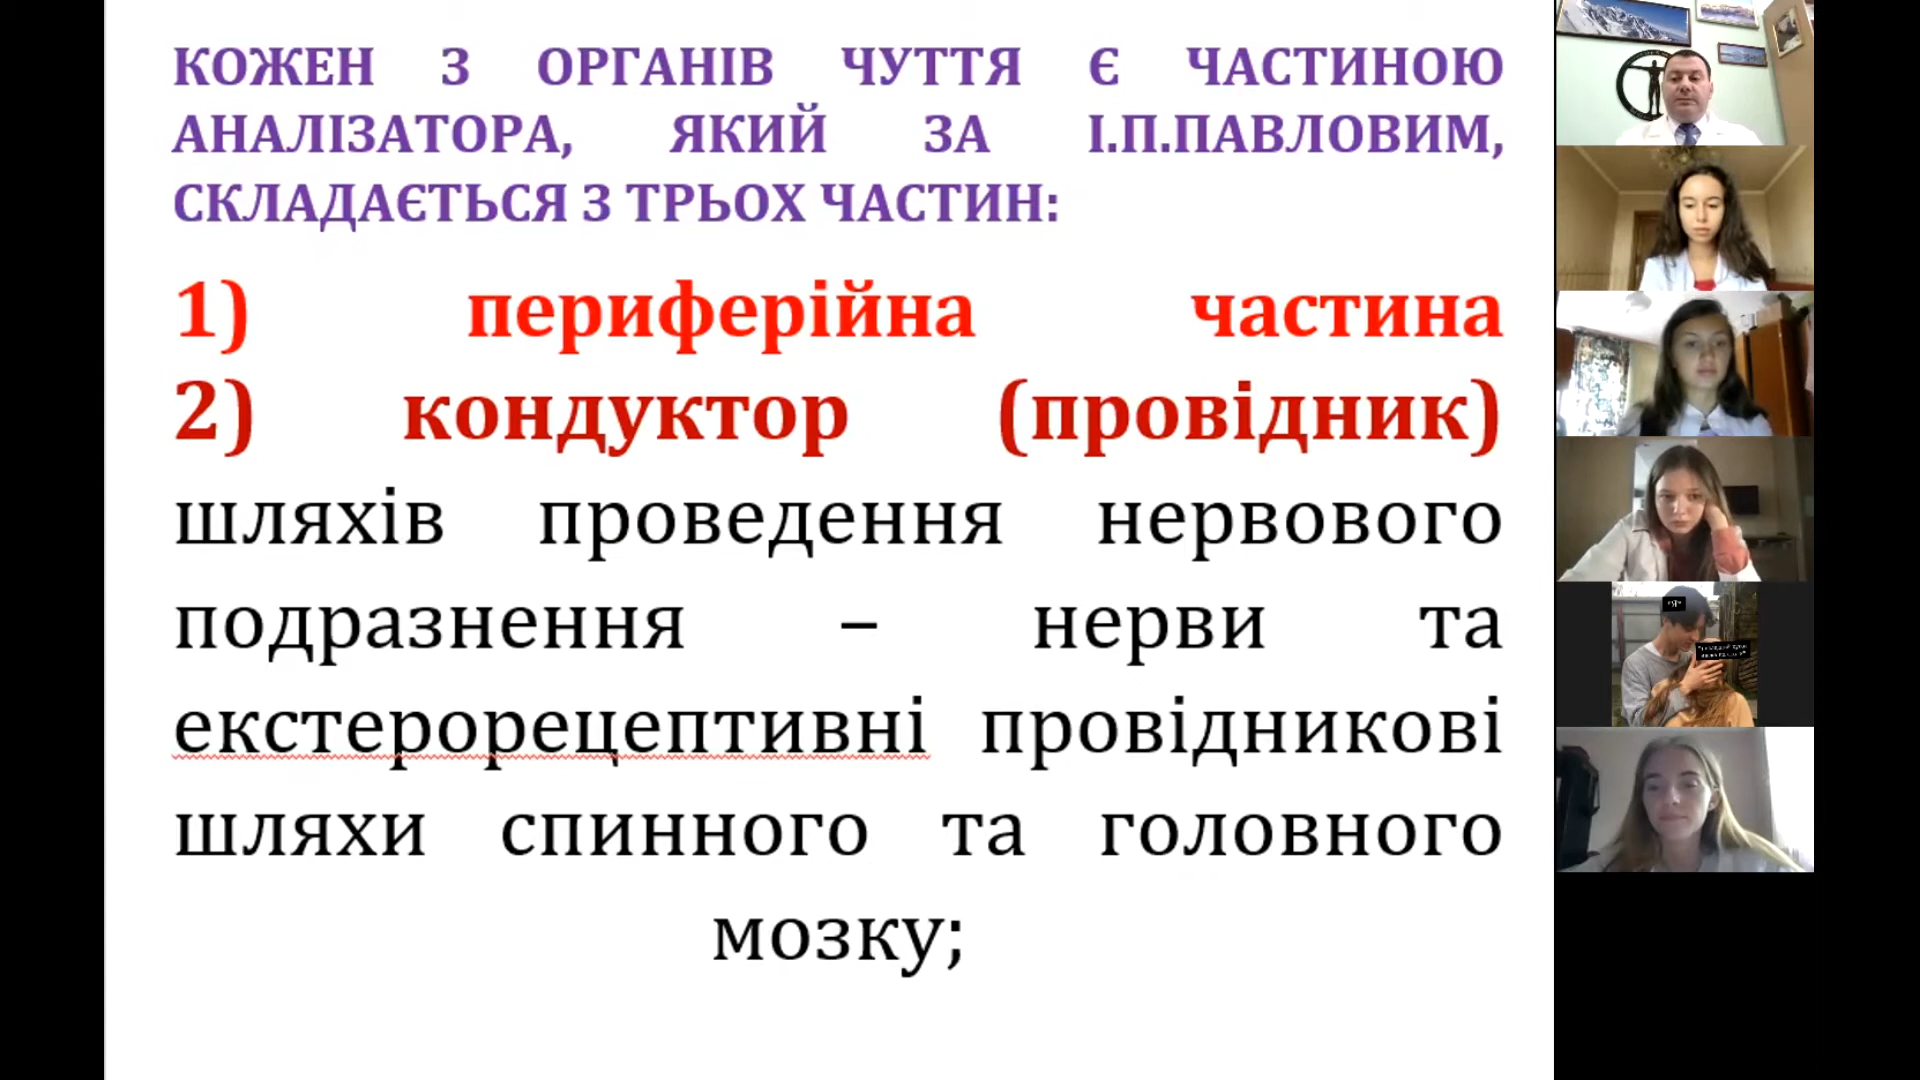 КОЖЕН З ОРГАНІВ ЧУТТЯ Є ЧАСТИНОЮ
АНАЛІЗАТОРА, ЯКИЙ ЗА І.П.ПАВЛОВИМ,
СКЛАДАЄТЬСЯ З ТРЬОХ ЧАСТИН:
1) периферійна частина
2) кондуктор (провідник)
шляхів проведення нервового
подразнення – нерви та
екстерорецептивні провідникові
шляхи спинного та головного
мозку;